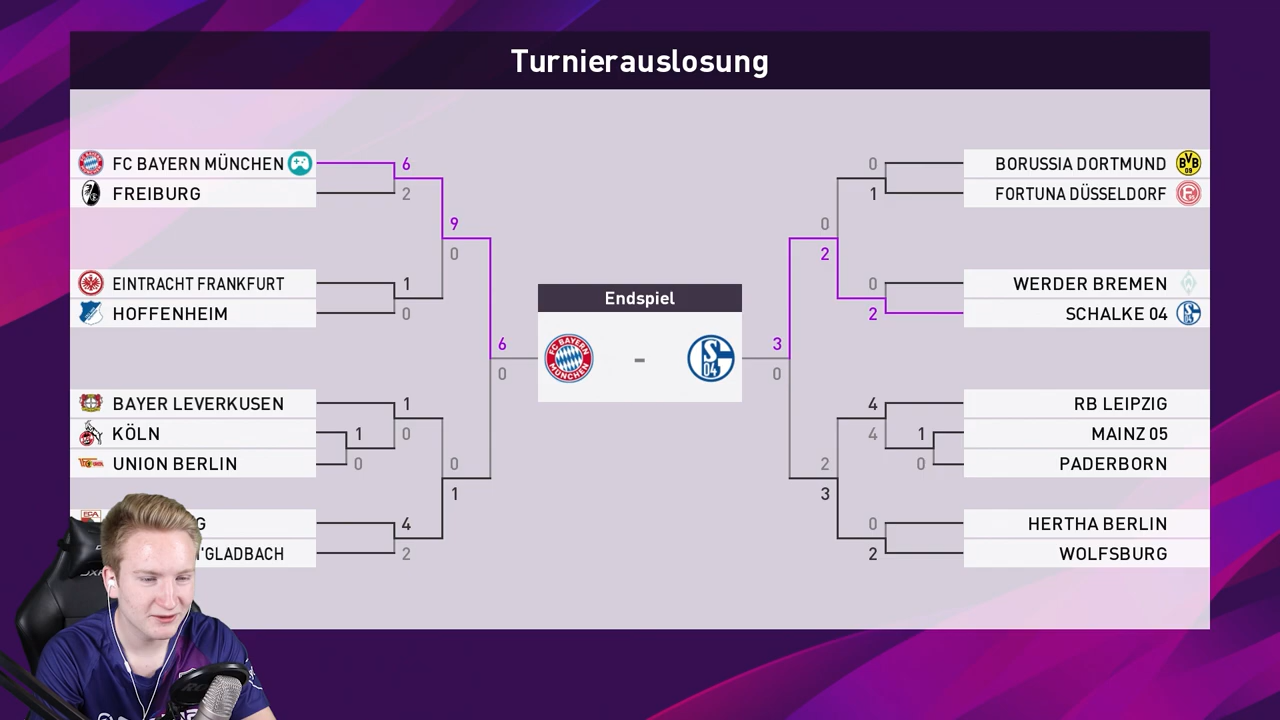 Turnierauslosung
FC BAYERN MÜNCHEN 6
FREIBURG 2
9
0
EINTRACHT FRANKFURT 1
HOFFENHEIM 0
6
0
BAYER LEVERKUSEN 1
KÖLN 1 0
UNION BERLIN 0
0
1
G 4
'GLADBACH 2
Endspiel
-
0 BORUSSIA DORTMUND BVB 09
1 FORTUNA DÜSSELDORF
0
2
0 WERDER BREMEN
2 SCHALKE 04
3
0
4 RB LEIPZIG
4 1 MAINZ 05
0 PADERBORN
2
3
0 HERTHA BERLIN
2 WOLFSBURG